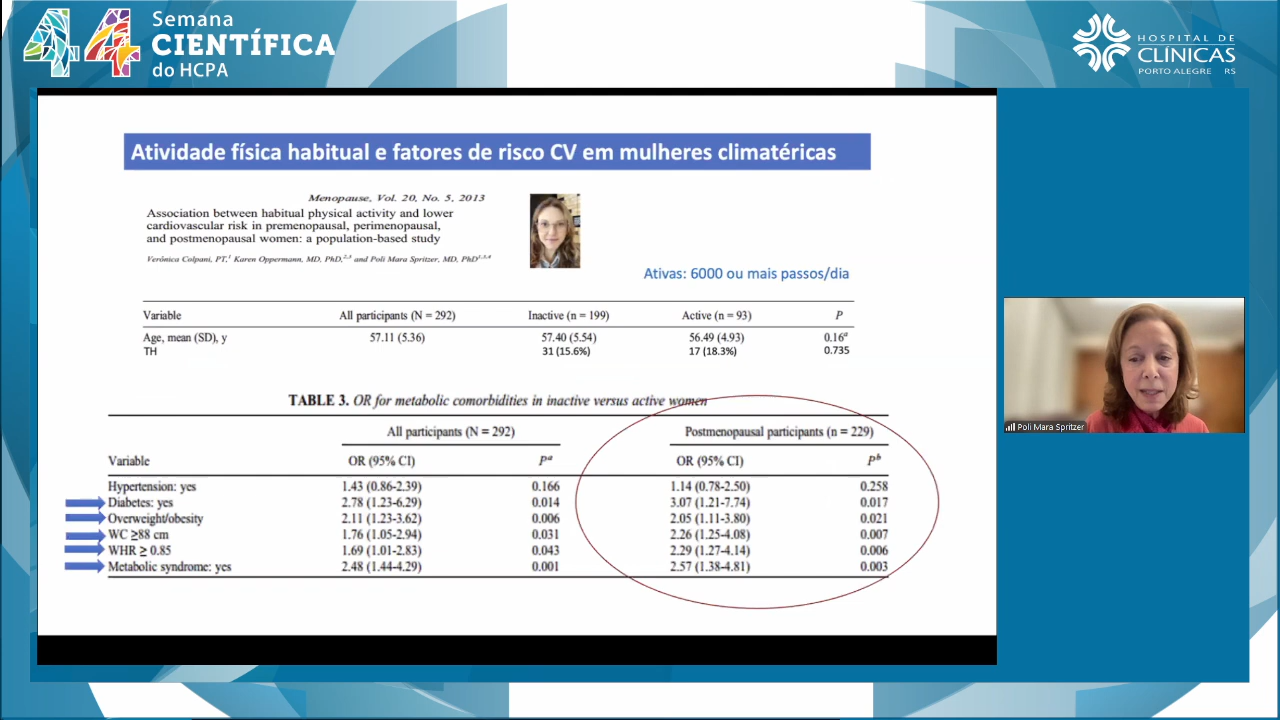 44 Semana
CIENTÍFICA
do HCPA
HOSPITAL DE
CLÍNICAS
PORTO ALEGRE RS
Atividade física habitual e fatores de risco CV em mulheres climatéricas
Menopause, Vol. 20, No. 5, 2013
Association between habitual physical activity and lower
cardiovascular risk in premenopausal, perimenopausal,
and postmenopausal women: a population-based study
Verônica Colpani, PT,1 Karen Oppermann, MD, PhD,2,3 and Poli Mara Spritzer, MD, PhD1,3,4
Ativas: 6000 ou mais passos/dia
Variable All participants (N = 292) Inactive (n = 199) Active (n = 93) P
Age, mean (SD), y 57.11 (5.36) 57.40 (5.54) 56.49 (4.93) 0.16a
TH 31 (15.6%) 17 (18.3%) 0.735
TABLE 3. OR for metabolic comorbidities in inactive versus active women
All participants (N = 292) Postmenopausal participants (n = 229)
Variable OR (95% CI) Pa OR (95% CI) Pb
Hypertension: yes 1.43 (0.86-2.39) 0.166 1.14 (0.78-2.50) 0.258
Diabetes: yes 2.78 (1.23-6.29) 0.014 3.07 (1.21-7.74) 0.017
Overweight/obesity 2.11 (1.23-3.62) 0.006 2.05 (1.11-3.80) 0.021
WC ≥88 cm 1.76 (1.05-2.94) 0.031 2.26 (1.25-4.08) 0.007
WHR ≥ 0.85 1.69 (1.01-2.83) 0.043 2.29 (1.27-4.14) 0.006
Metabolic syndrome: yes 2.48 (1.44-4.29) 0.001 2.57 (1.38-4.81) 0.003
Poli Mara Spritzer